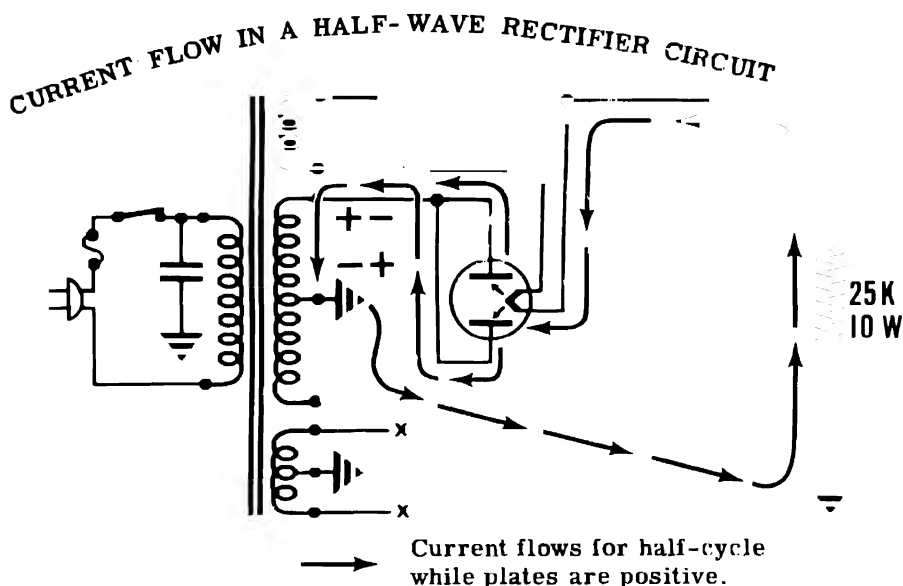 CURRENT FLOW IN A HALF-WAVE RECTIFIER CIRCUIT
+ -
- +
25K
10 W
x
x
Current flows for half-cycle
while plates are positive.